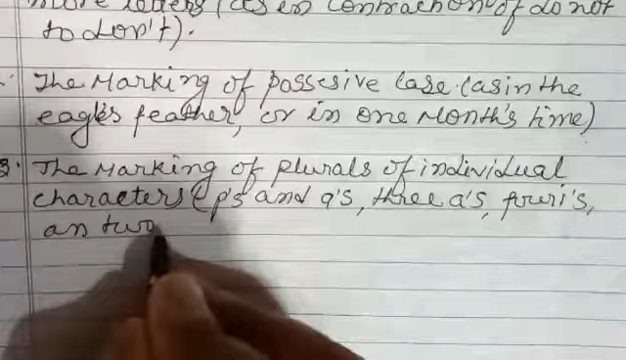 more letters (as in contraction of do not
to don't).
The Marking of possesive case (as in the
eagle's feather, or in one Month's time)
3. The Marking of plurals of individual
characters (p's and q's, three a's, four i's,
an two